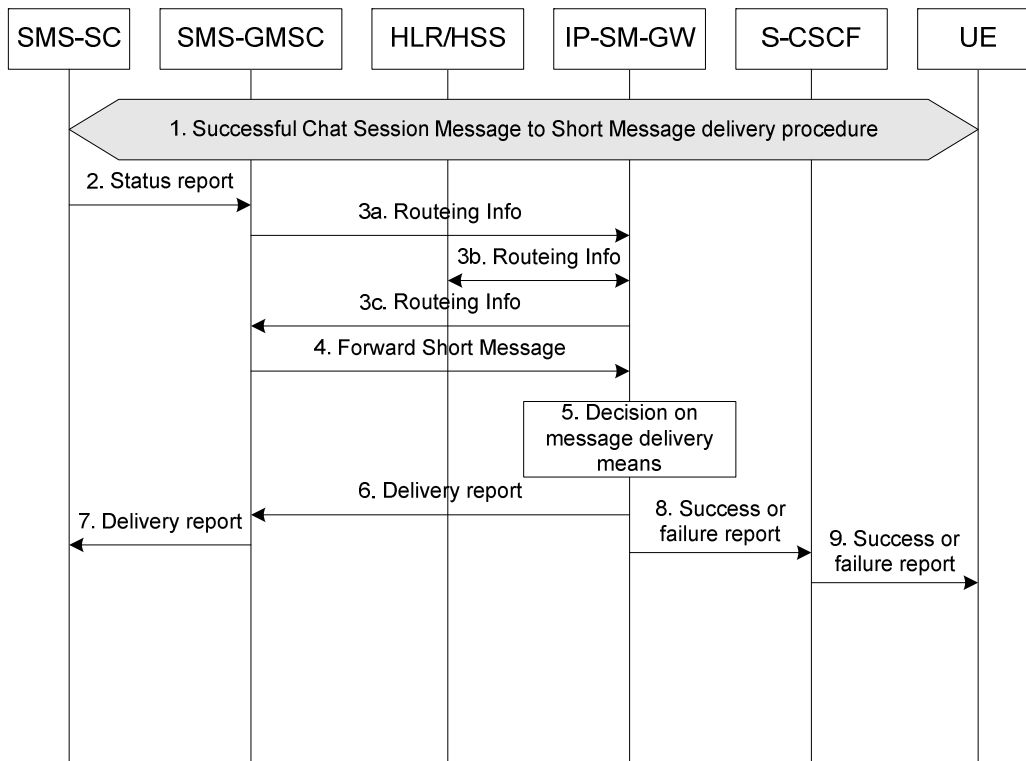 SMS-SC
SMS-GMSC
HLR/HSS
IP-SM-GW
S-CSCF
UE
1. Successful Chat Session Message to Short Message delivery procedure
2. Status report
3a. Routeing Info
3b. Routeing Info
3c. Routeing Info
4. Forward Short Message
5. Decision on
message delivery
means
6. Delivery report
7. Delivery report
8. Success or
failure report
9. Success or
failure report